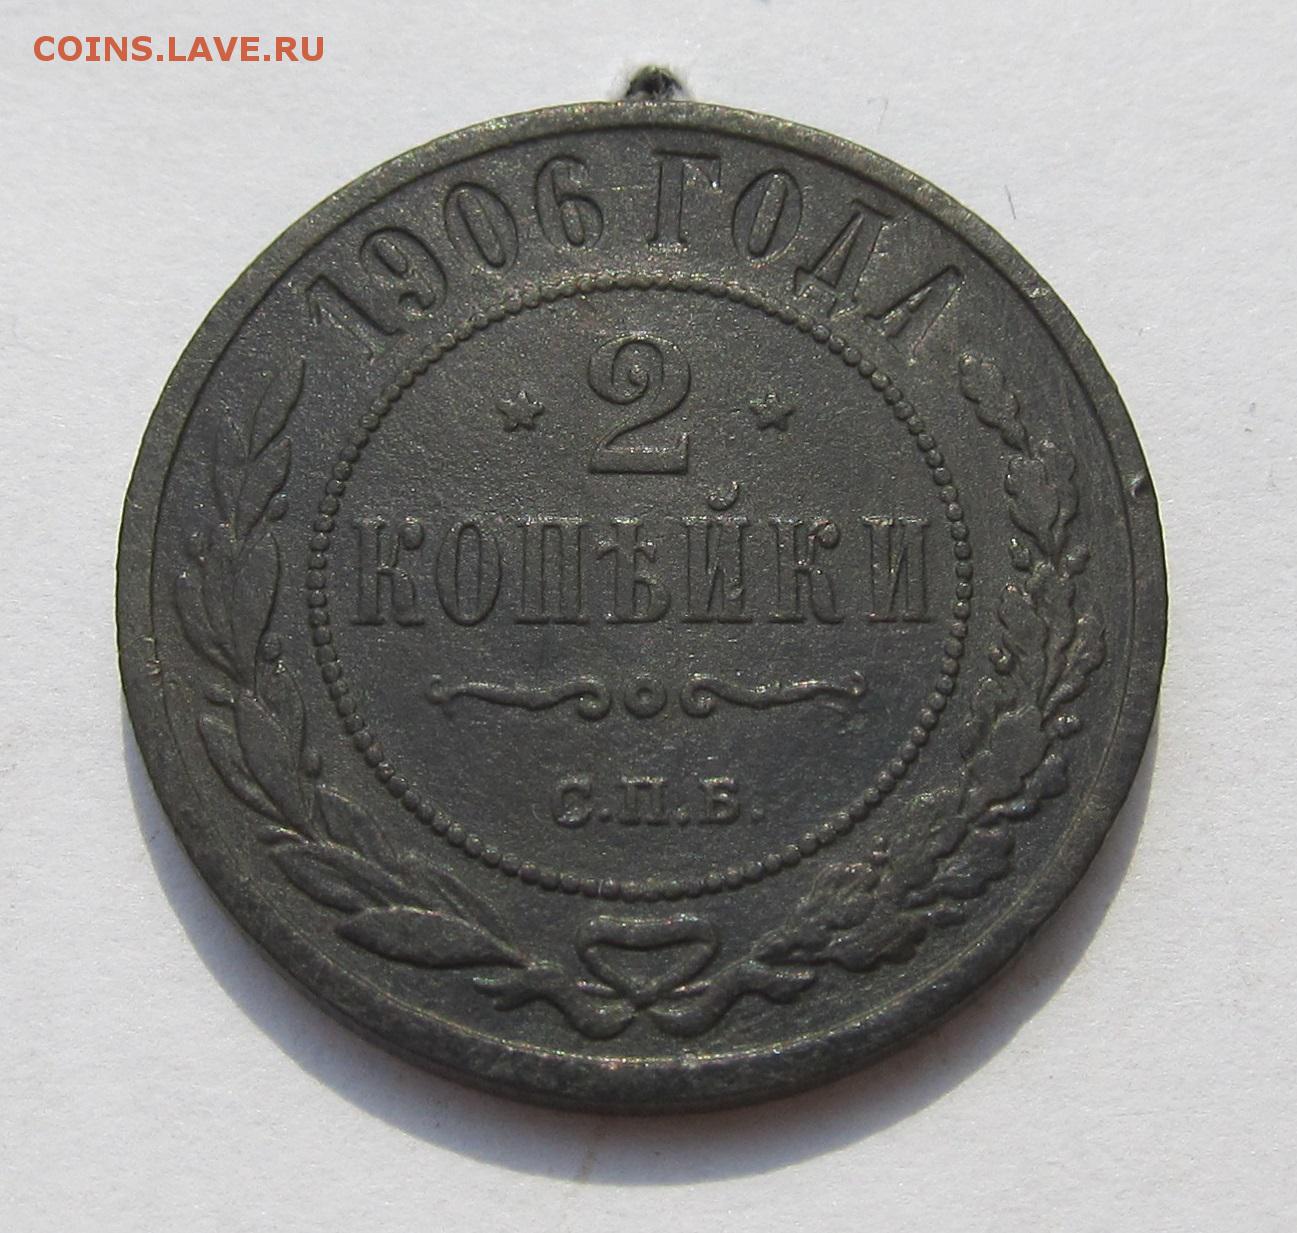 COINS.LAVE.RU
1906 ГОДА
* 2 *
КОПѢЙКИ
С.П.Б.